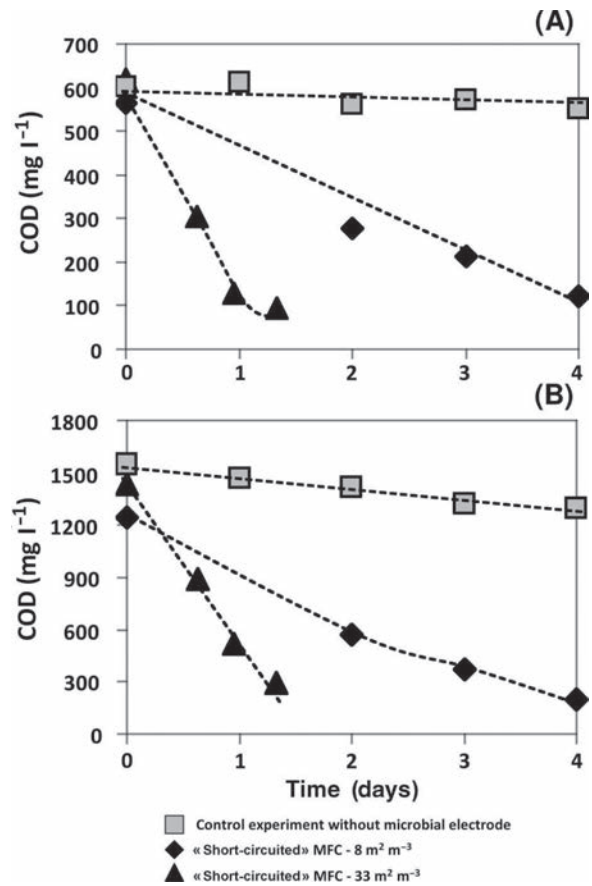 (A)
700
600
500
400
300
200
100
0
COD (mg l⁻¹)
0 1 2 3 4
(B)
1800
1500
1200
900
600
300
0
COD (mg l⁻¹)
0 1 2 3 4
Time (days)
Control experiment without microbial electrode
«Short-circuited» MFC - 8 m² m⁻³
«Short-circuited» MFC - 33 m² m⁻³